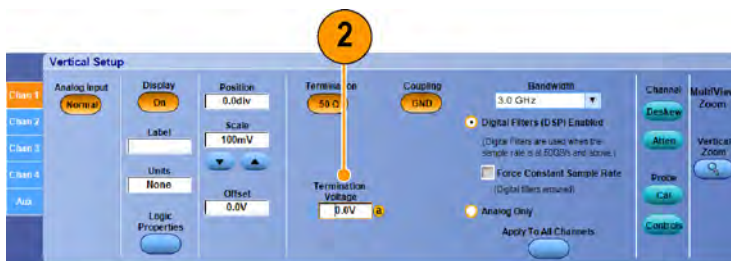 2
Vertical Setup
Chan 1
Chan 2
Chan 3
Chan 4
Aux
Analog Input
Normal
Display
On
Label
Units
None
Logic
Properties
Position
0.0div
Scale
100mV
Offset
0.0V
Termination
50 Ω
Termination
Voltage
0.0V
a
Coupling
GND
Bandwidth
3.0 GHz
Digital Filters (DSP) Enabled
(Digital Filters are used when the
sample rate is at 6.0GS/s and above.)
Force Constant Sample Rate
(Digital filters ensured)
Analog Only
Apply To All Channels
Channel
Deskew
Atten
Probe
Cal
Controls
MultiView
Zoom
Vertical
Zoom